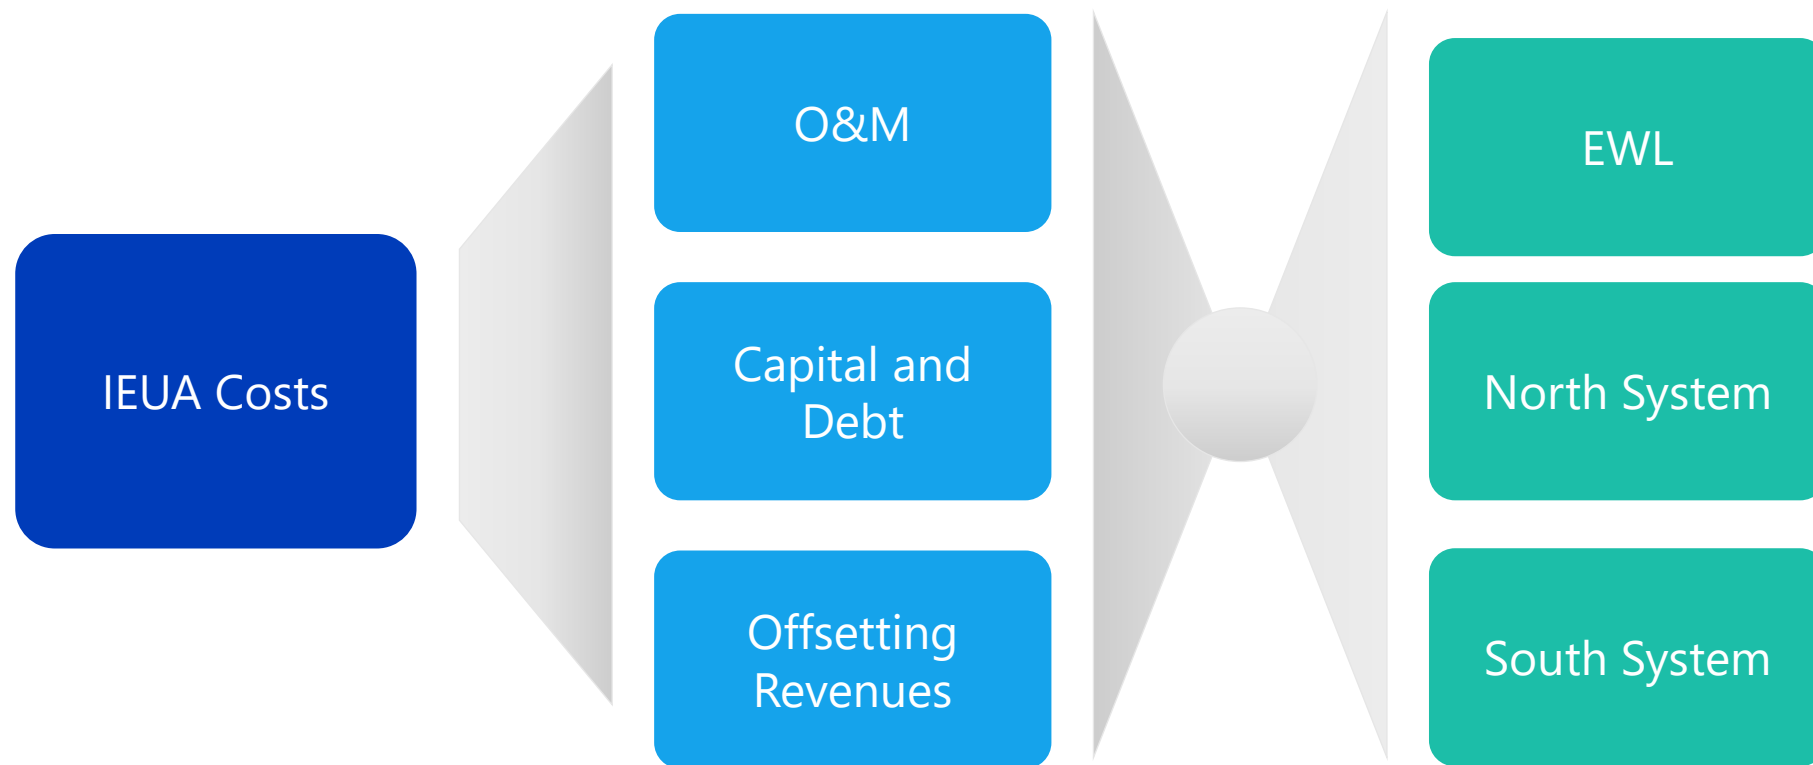 IEUA Costs
O&M
Capital and
Debt
Offsetting
Revenues
EWL
North System
South System